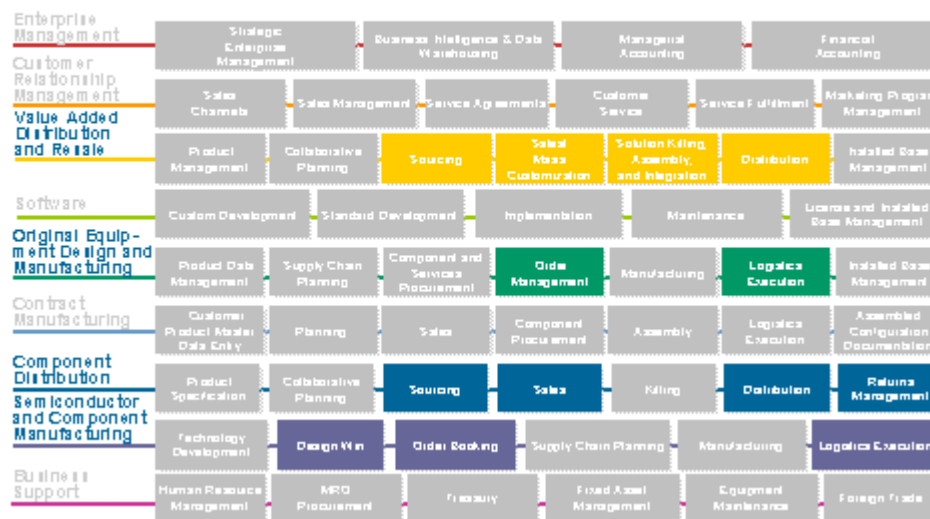 Enterprise
Management
Strategic
Enterprise
Management
Business Intelligence & Data
Warehousing
Managerial
Accounting
Financial
Accounting
Customer
Relationship
Management
Sales
Channels
Sales Management
Service Agreements
Customer
Service
Service Fulfillment
Marketing Program
Management
Value Added
Distribution
and Resale
Product
Management
Collaborative
Planning
Sourcing
Sales/
Mass
Customization
Solution Kitting,
Assembly,
and Integration
Distribution
Installed Base
Management
Software
Custom Development
Standard Development
Implementation
Maintenance
License and Installed
Base Management
Original Equip-
ment Design and
Manufacturing
Product Data
Management
Supply Chain
Planning
Component and
Services
Procurement
Order
Management
Manufacturing
Logistics
Execution
Installed Base
Management
Contract
Manufacturing
Customer
Product Master
Data Entry
Planning
Sales
Component
Procurement
Assembly
Logistics
Execution
Assembled
Configuration
Documentation
Component
Distribution
Product
Specification
Collaborative
Planning
Sourcing
Sales
Kitting
Distribution
Returns
Management
Semiconductor
and Component
Manufacturing
Technology
Development
Design Win
Order Booking
Supply Chain Planning
Manufacturing
Logistics Execution
Business
Support
Human Resource
Management
MRO
Procurement
Treasury
Fixed Asset
Management
Equipment
Maintenance
Foreign Trade